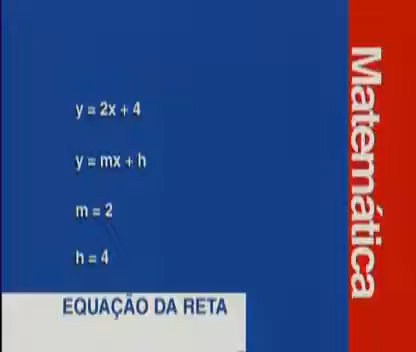 y = 2x + 4
y = mx + h
m = 2
h = 4
EQUAÇÃO DA RETA
Matemática